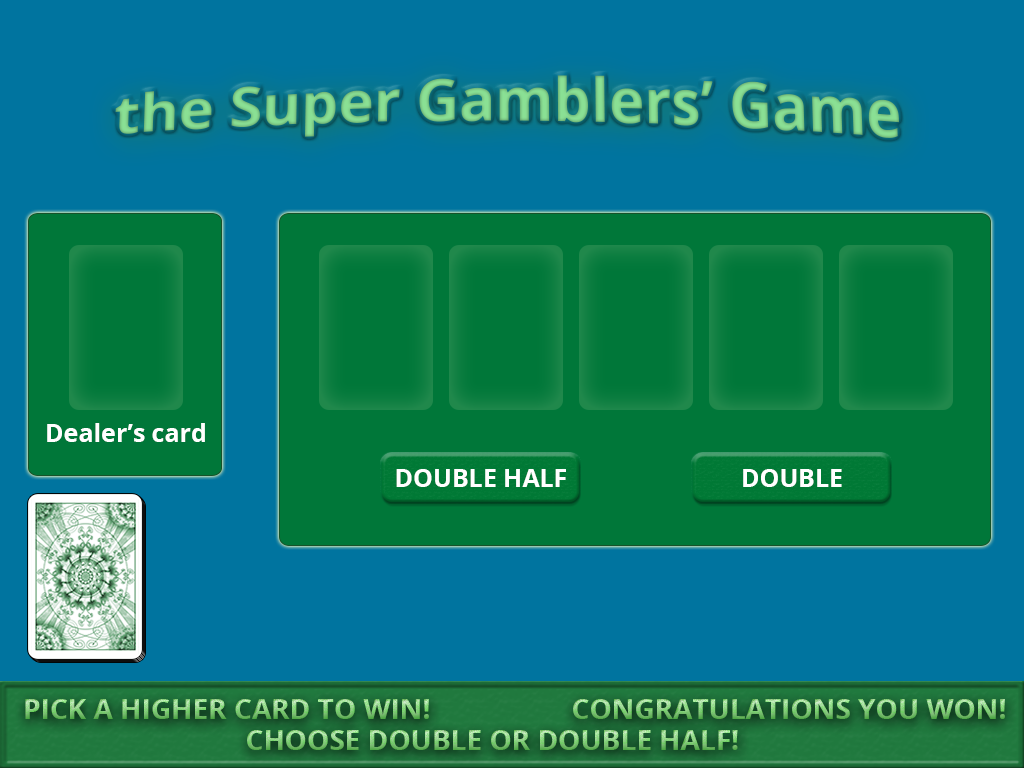 the Super Gamblers’ Game
Dealer’s card
DOUBLE HALF
DOUBLE
PICK A HIGHER CARD TO WIN!
CONGRATULATIONS YOU WON!
CHOOSE DOUBLE OR DOUBLE HALF!